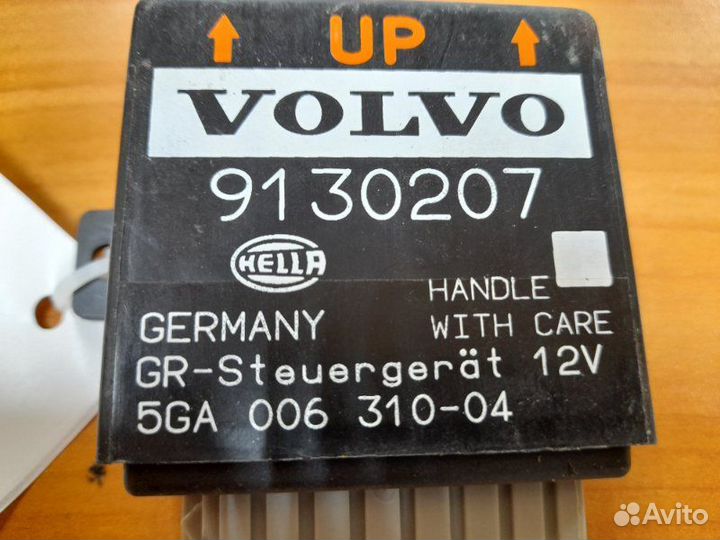 ↑ UP ↑
VOLVO
9130207
HELLA
HANDLE
GERMANY WITH CARE
GR-Steuergerät 12V
5GA 006 310-04
Avito